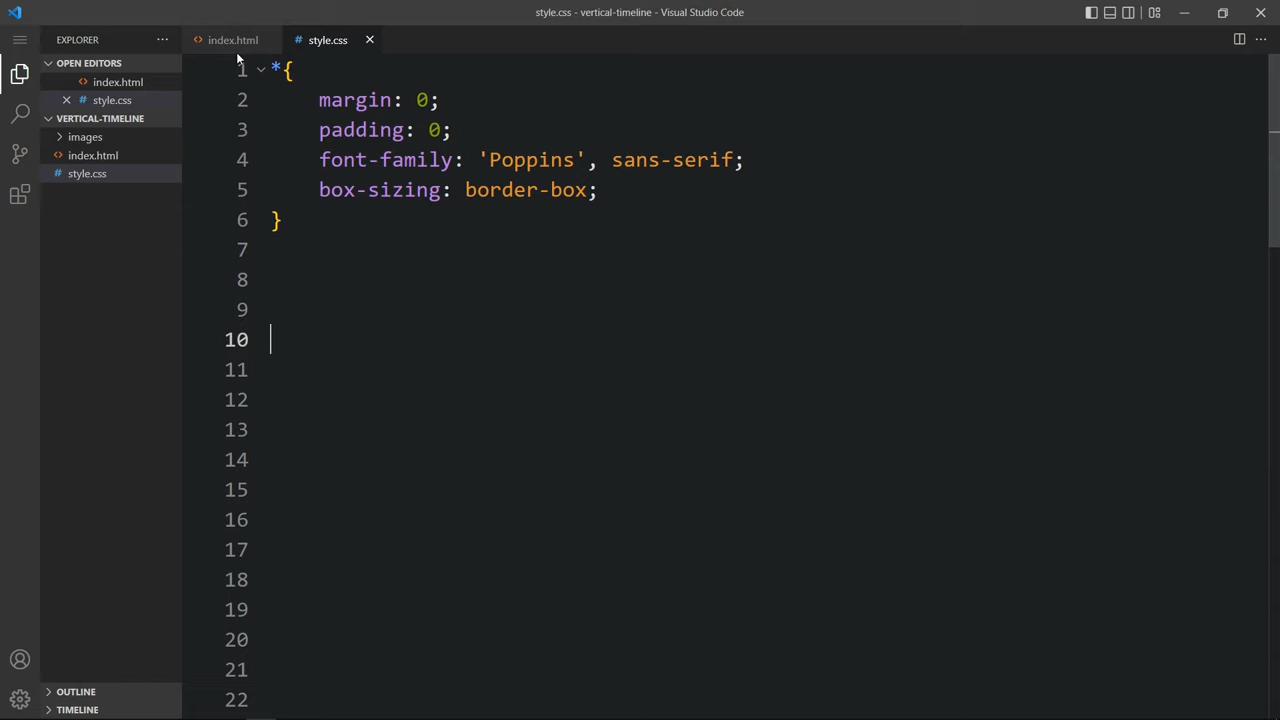 style.css - vertical-timeline - Visual Studio Code
EXPLORER
index.html
style.css
OPEN EDITORS
index.html
style.css
VERTICAL-TIMELINE
images
index.html
style.css
OUTLINE
TIMELINE
1 *{
2 margin: 0;
3 padding: 0;
4 font-family: 'Poppins', sans-serif;
5 box-sizing: border-box;
6 }
7
8
9
10
11
12
13
14
15
16
17
18
19
20
21
22